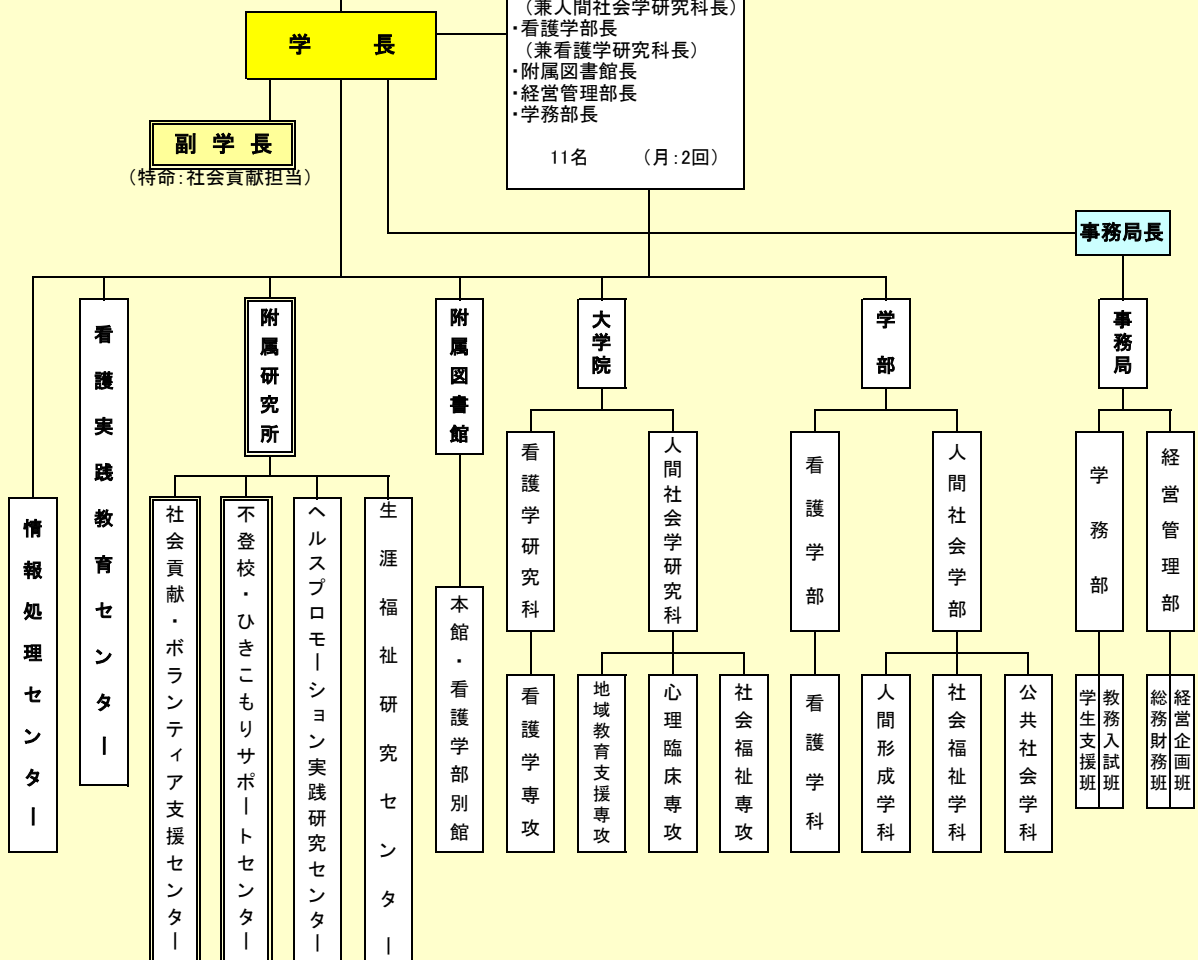 （兼人間社会学研究科長）
・看護学部長
（兼看護学研究科長）
・附属図書館長
・経営管理部長
・学務部長
11名　（月：2回）
学　長
副学長
（特命：社会貢献担当）
事務局長
情報処理センター
看護実践教育センター
附属研究所
附属図書館
大学院
学部
事務局
社会貢献・ボランティア支援センター
不登校・ひきこもりサポートセンター
ヘルスプロモーション実践研究センター
生涯福祉研究センター
本館・看護学部別館
看護学研究科
人間社会学研究科
看護学部
人間社会学部
学務部
経営管理部
看護学専攻
地域教育支援専攻
心理臨床専攻
社会福祉専攻
看護学科
人間形成学科
社会福祉学科
公共社会学科
学生支援班
教務入試班
総務財務班
経営企画班